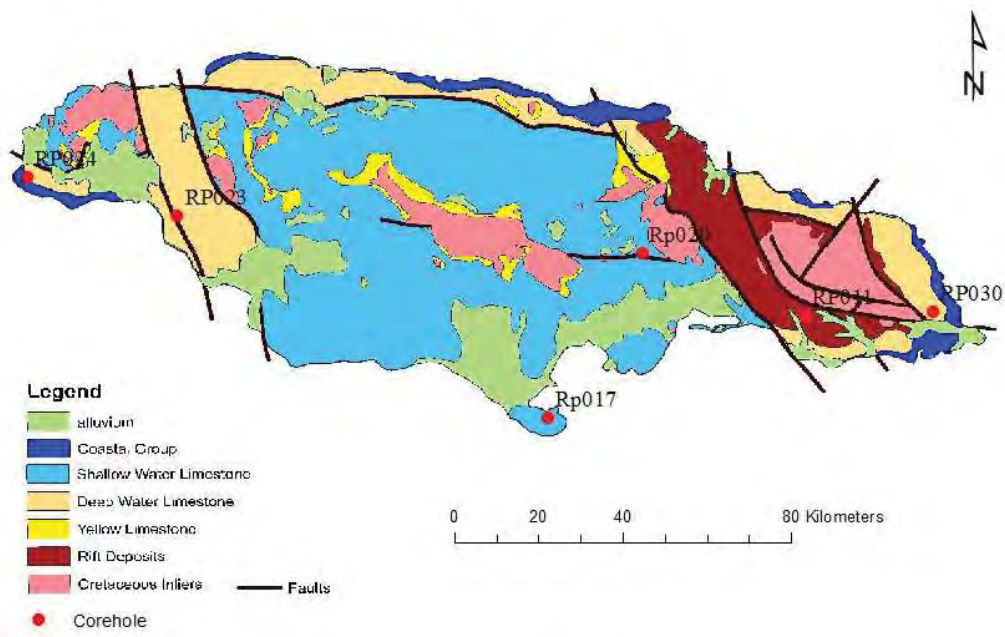 N
RP024
RP023
Rp020
RP011
RP030
Rp017
Legend
alluvium
Coasta. Group
Shallow Water Limestone
Deep Water Limestone
Yellow Limestone
Rift Deposits
Cretaceous Inliers
Faults
Corehole
0 20 40 80 Kilometers